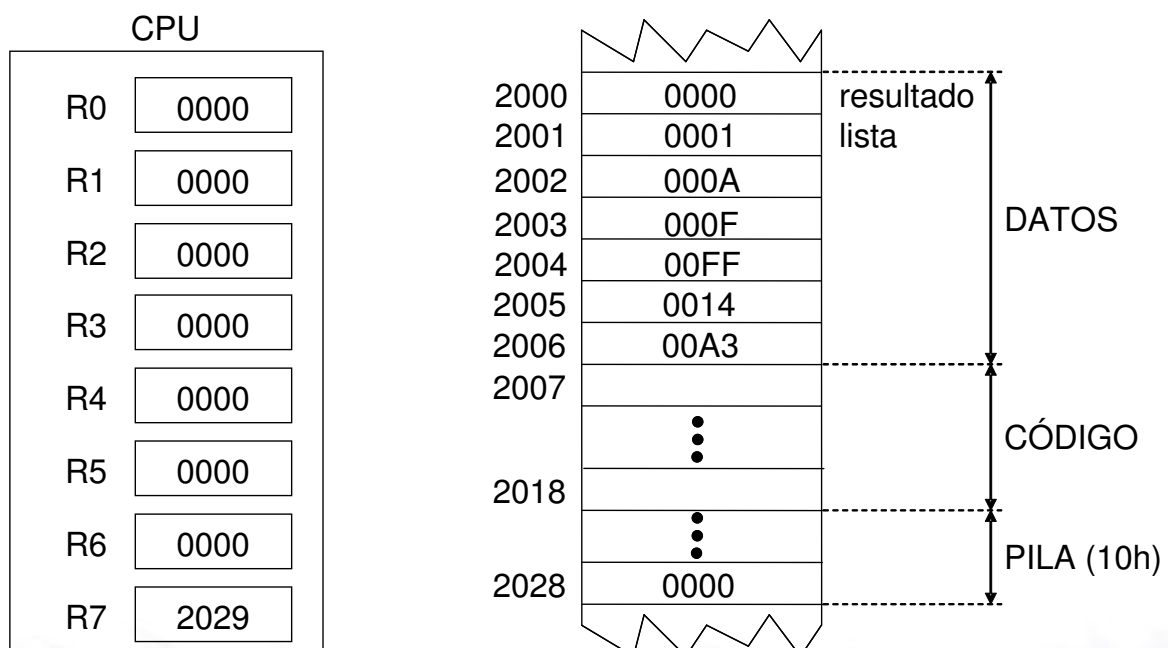 CPU
R0 0000
R1 0000
R2 0000
R3 0000
R4 0000
R5 0000
R6 0000
R7 2029
2000 0000 resultado
2001 0001 lista
2002 000A
2003 000F
2004 00FF
2005 0014
2006 00A3
2007
2018
2028 0000
DATOS
CÓDIGO
PILA (10h)